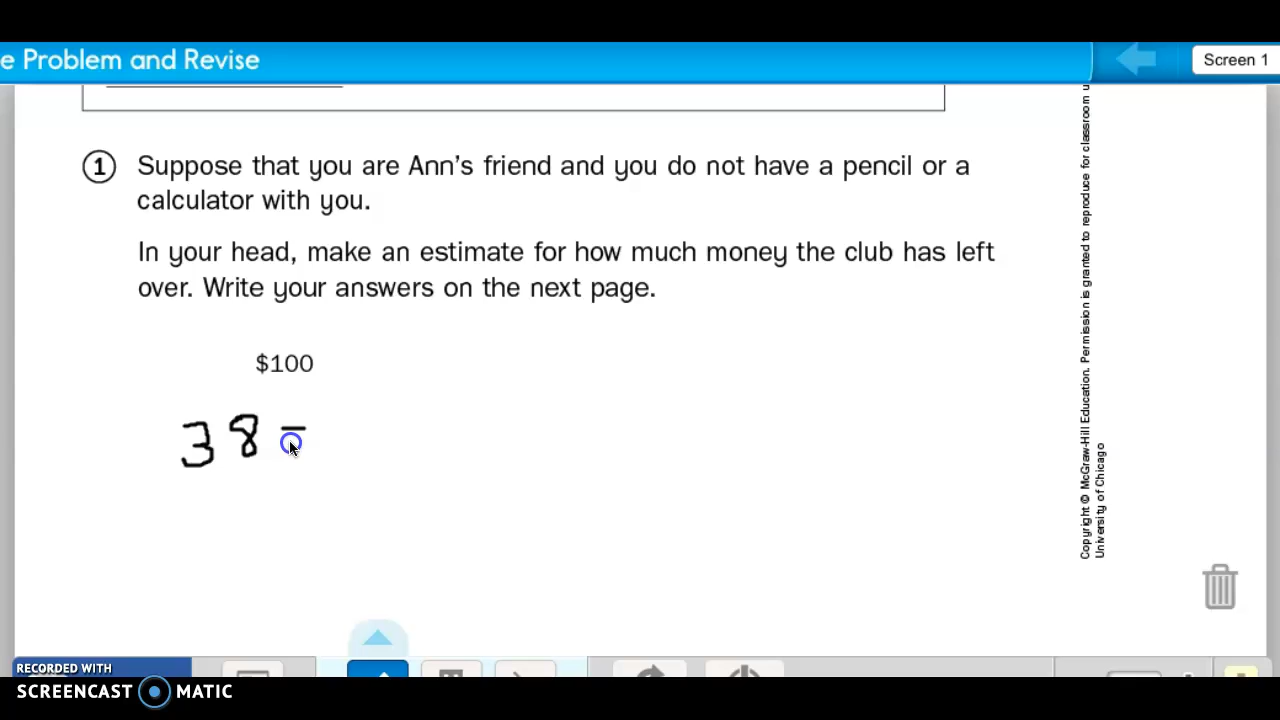 e Problem and Revise
Screen 1
1 Suppose that you are Ann's friend and you do not have a pencil or a
calculator with you.
In your head, make an estimate for how much money the club has left
over. Write your answers on the next page.
$100
38
Copyright © McGraw-Hill Education. Permission is granted to reproduce for classroom u
University of Chicago
RECORDED WITH
SCREENCAST MATIC